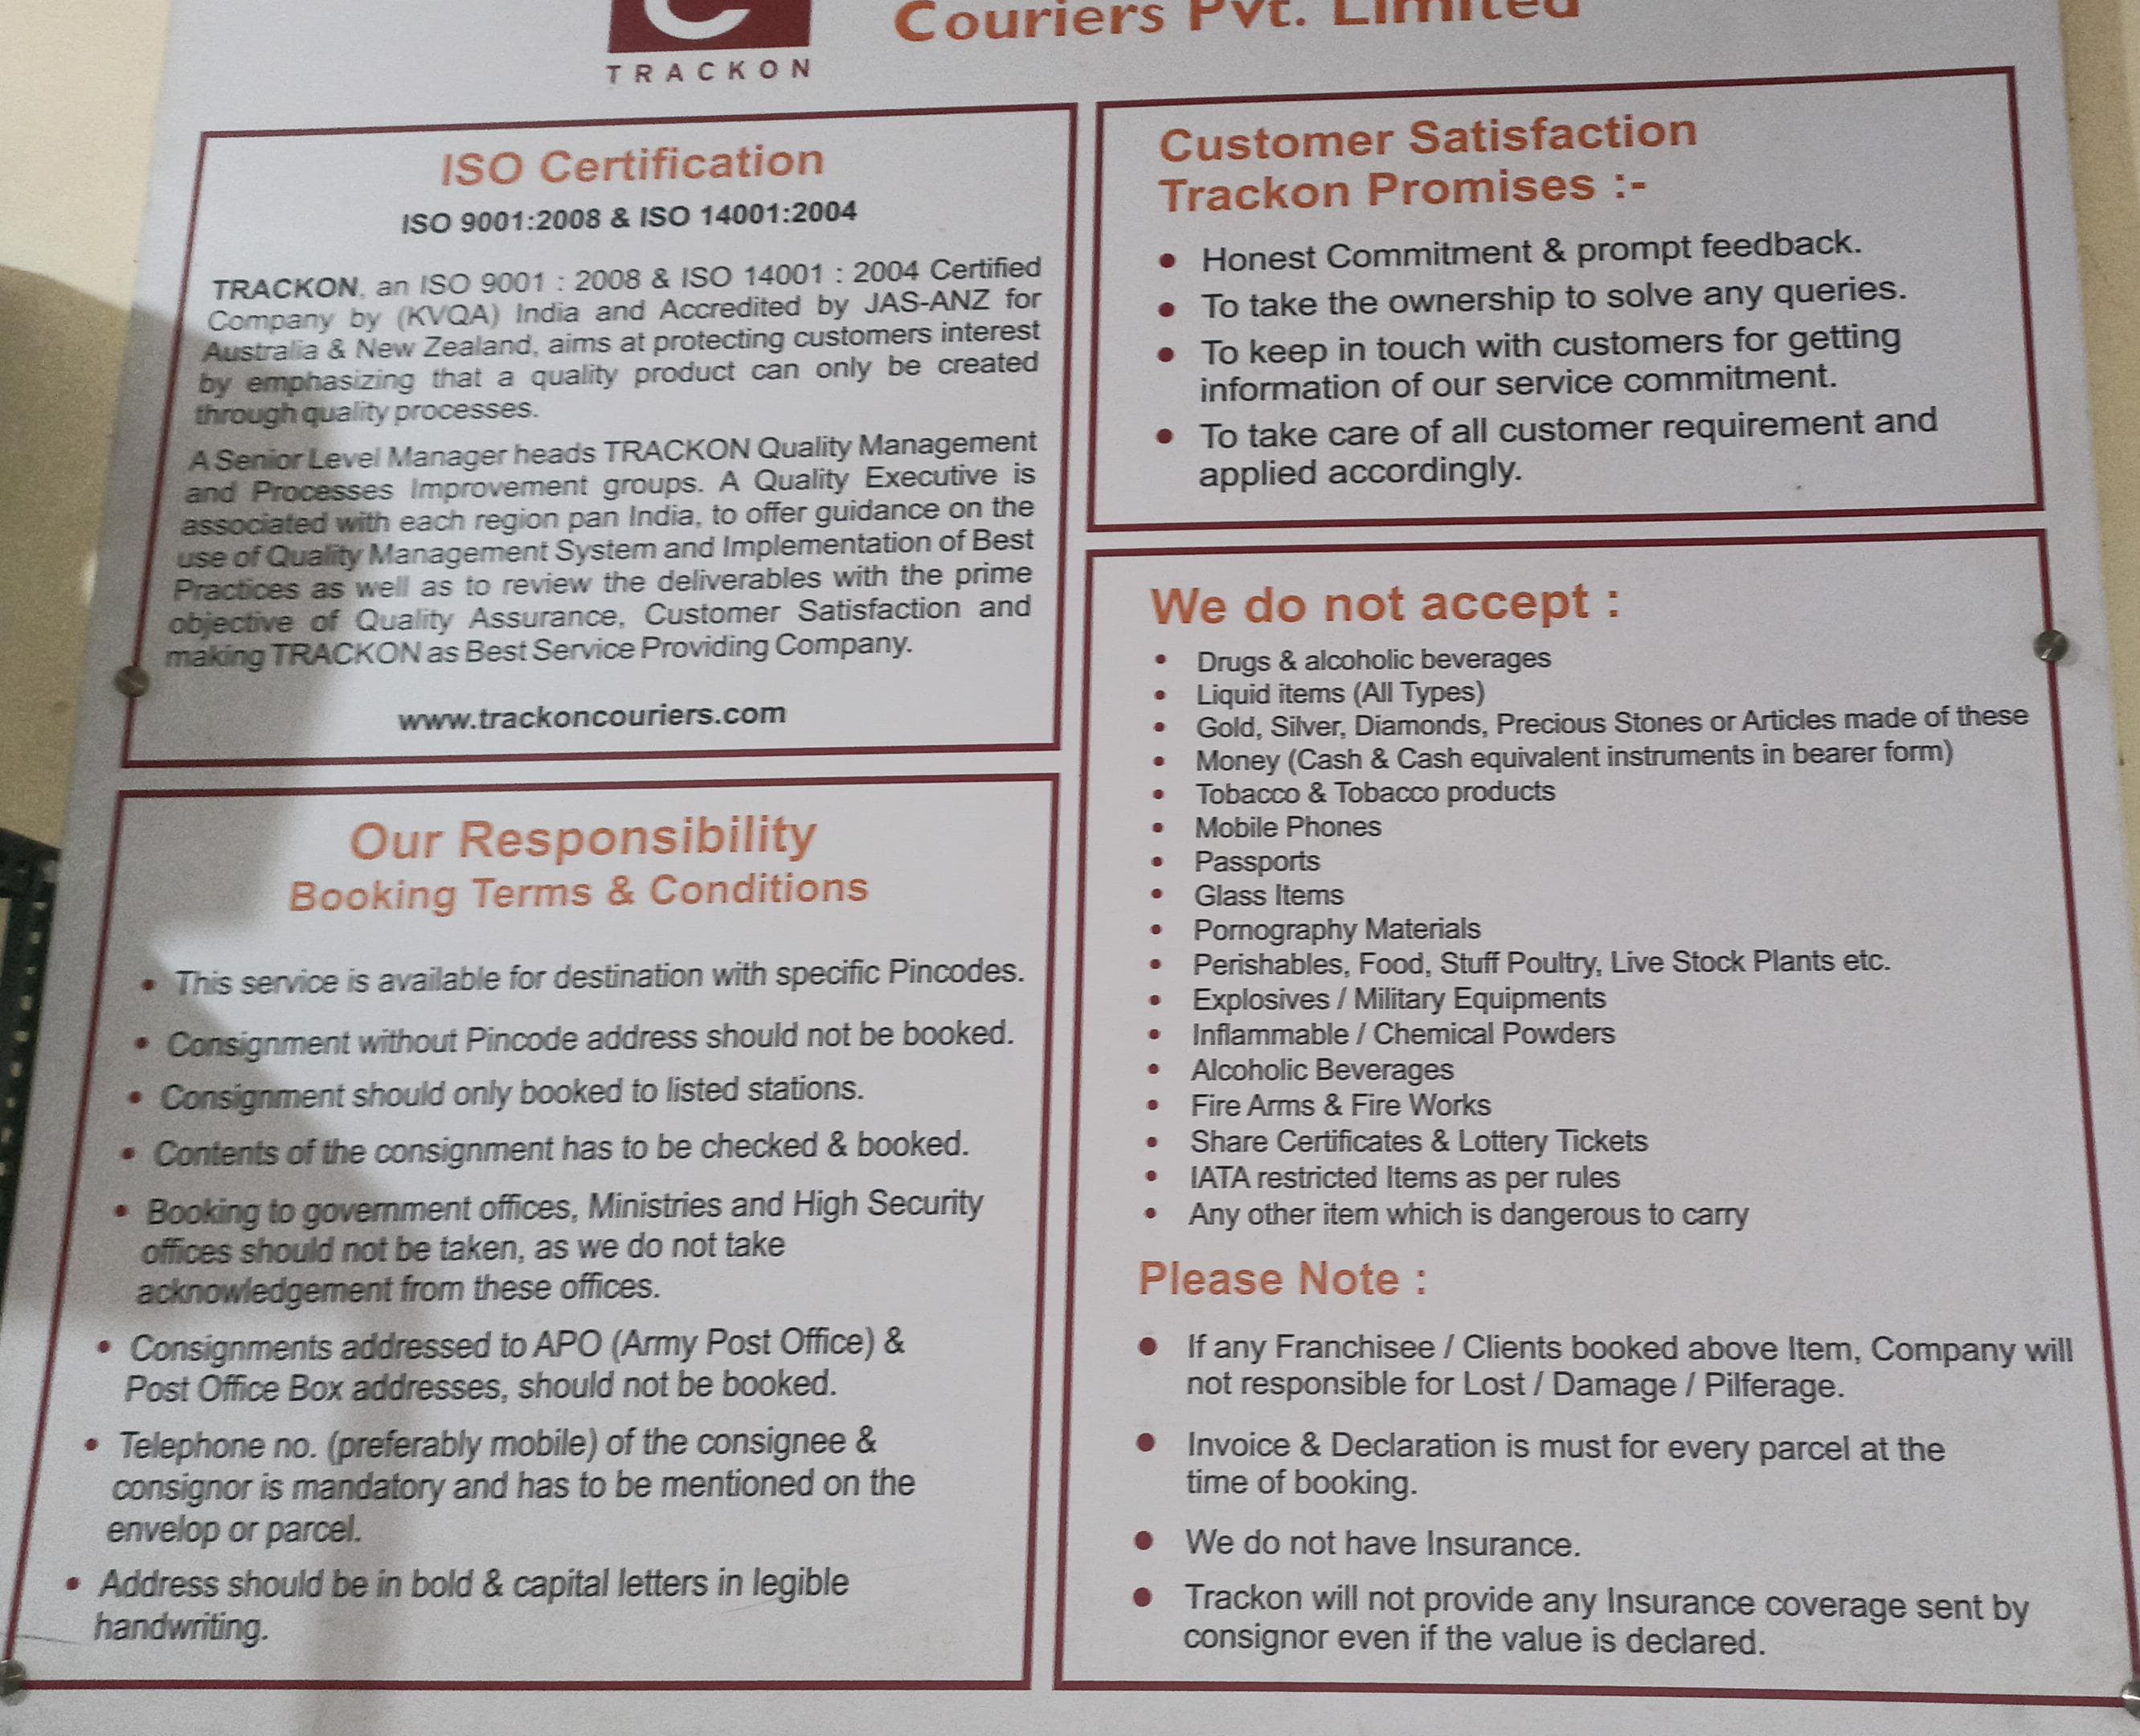 Couriers Pvt. Limited
TRACKON
ISO Certification
ISO 9001:2008 & ISO 14001:2004
TRACKON, an ISO 9001 : 2008 & ISO 14001 : 2004 Certified
Company by (KVQA) India and Accredited by JAS-ANZ for
Australia & New Zealand, aims at protecting customers interest
by emphasizing that a quality product can only be created
through quality processes.
A Senior Level Manager heads TRACKON Quality Management
and Processes Improvement groups. A Quality Executive is
associated with each region pan India, to offer guidance on the
use of Quality Management System and Implementation of Best
Practices as well as to review the deliverables with the prime
objective of Quality Assurance, Customer Satisfaction and
making TRACKON as Best Service Providing Company.
www.trackoncouriers.com
Our Responsibility
Booking Terms & Conditions
• This service is available for destination with specific Pincodes.
• Consignment without Pincode address should not be booked.
• Consignment should only booked to listed stations.
• Contents of the consignment has to be checked & booked.
• Booking to government offices, Ministries and High Security
offices should not be taken, as we do not take
acknowledgement from these offices.
• Consignments addressed to APO (Army Post Office) &
Post Office Box addresses, should not be booked.
• Telephone no. (preferably mobile) of the consignee &
consignor is mandatory and has to be mentioned on the
envelop or parcel.
• Address should be in bold & capital letters in legible
handwriting.
Customer Satisfaction
Trackon Promises :-
• Honest Commitment & prompt feedback.
• To take the ownership to solve any queries.
• To keep in touch with customers for getting
information of our service commitment.
• To take care of all customer requirement and
applied accordingly.
We do not accept :
• Drugs & alcoholic beverages
• Liquid items (All Types)
• Gold, Silver, Diamonds, Precious Stones or Articles made of these
• Money (Cash & Cash equivalent instruments in bearer form)
• Tobacco & Tobacco products
• Mobile Phones
• Passports
• Glass Items
• Pornography Materials
• Perishables, Food, Stuff Poultry, Live Stock Plants etc.
• Explosives / Military Equipments
• Inflammable / Chemical Powders
• Alcoholic Beverages
• Fire Arms & Fire Works
• Share Certificates & Lottery Tickets
• IATA restricted Items as per rules
• Any other item which is dangerous to carry
Please Note :
• If any Franchisee / Clients booked above Item, Company will
not responsible for Lost / Damage / Pilferage.
• Invoice & Declaration is must for every parcel at the
time of booking.
• We do not have Insurance.
• Trackon will not provide any Insurance coverage sent by
consignor even if the value is declared.